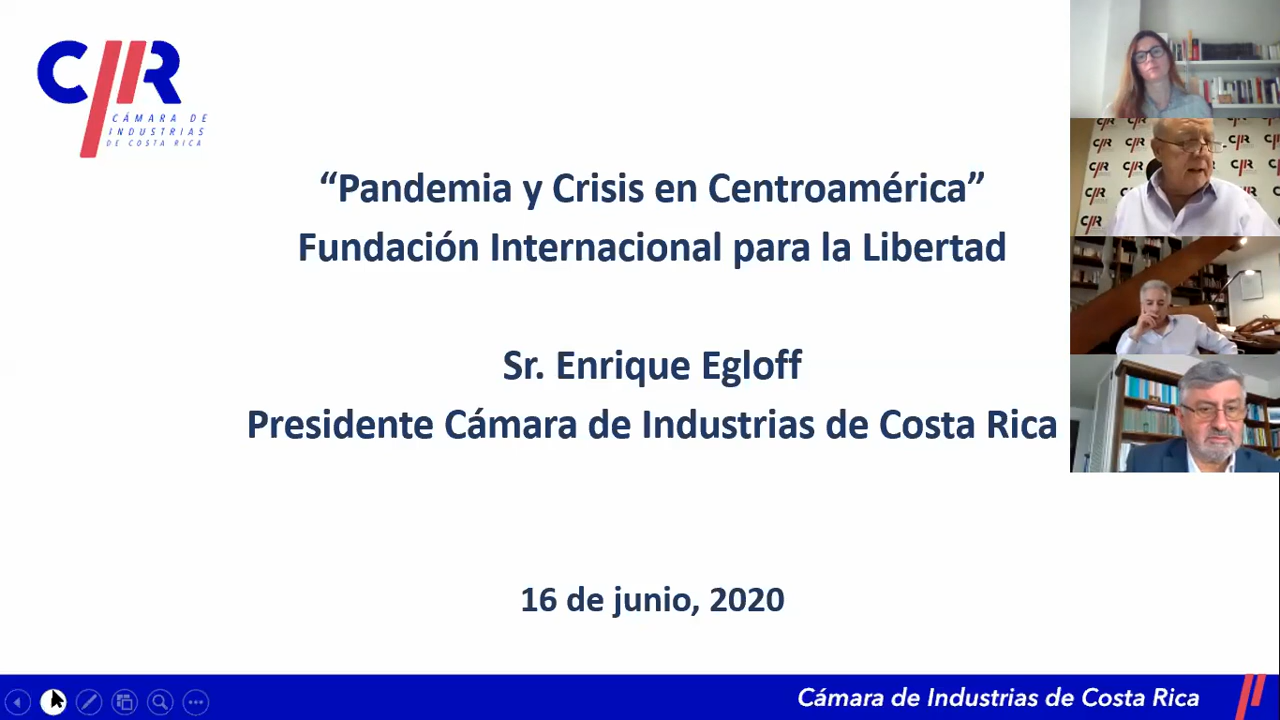 CIR
CÁMARA DE
INDUSTRIAS
DE COSTA RICA
“Pandemia y Crisis en Centroamérica”
Fundación Internacional para la Libertad
Sr. Enrique Egloff
Presidente Cámara de Industrias de Costa Rica
16 de junio, 2020
Cámara de Industrias de Costa Rica